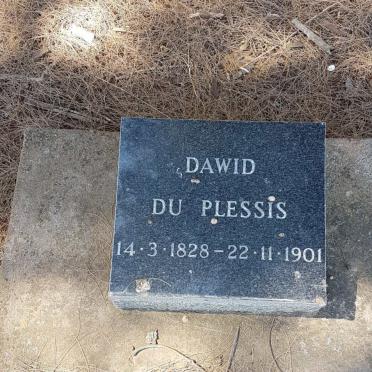 DAWID
DU PLESSIS
14·3·1828 – 22·11·1901